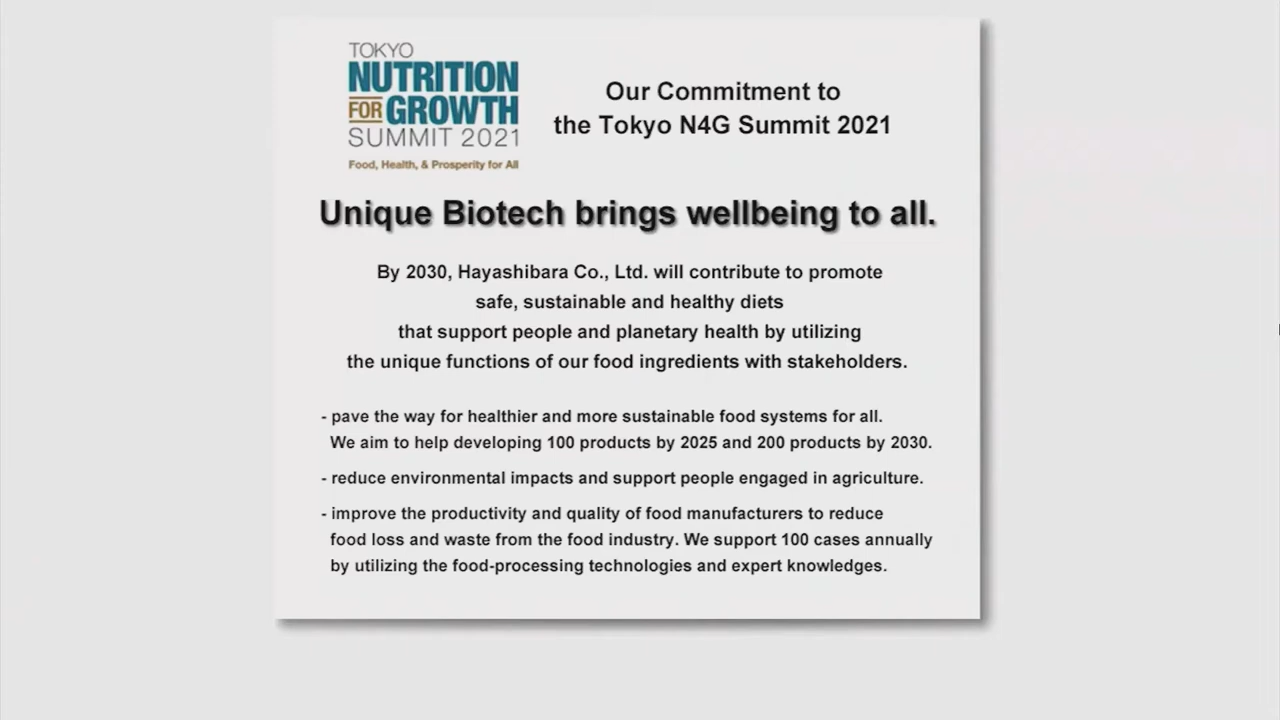 TOKYO
NUTRITION
FOR GROWTH
SUMMIT 2021
Food, Health, & Prosperity for All
Our Commitment to
the Tokyo N4G Summit 2021
Unique Biotech brings wellbeing to all.
By 2030, Hayashibara Co., Ltd. will contribute to promote
safe, sustainable and healthy diets
that support people and planetary health by utilizing
the unique functions of our food ingredients with stakeholders.
- pave the way for healthier and more sustainable food systems for all.
We aim to help developing 100 products by 2025 and 200 products by 2030.
- reduce environmental impacts and support people engaged in agriculture.
- improve the productivity and quality of food manufacturers to reduce
food loss and waste from the food industry. We support 100 cases annually
by utilizing the food-processing technologies and expert knowledges.